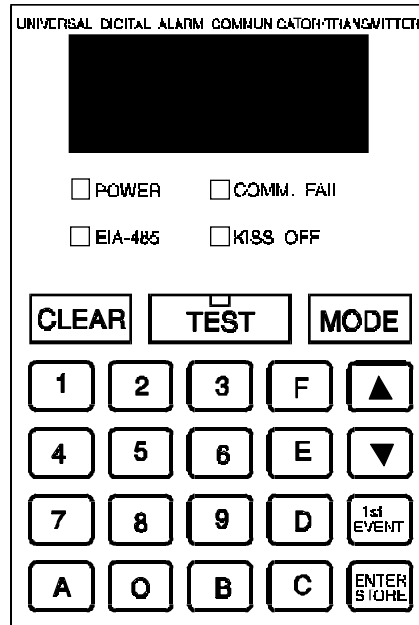 UNIVERSAL DIGITAL ALARM COMMUNICATOR/TRANSMITTER
POWER COMM. FAIL
EIA-485 KISS OFF
CLEAR TEST MODE
1 2 3 F ▲
4 5 6 E ▼
7 8 9 D 1st EVENT
A 0 B C ENTER STORE